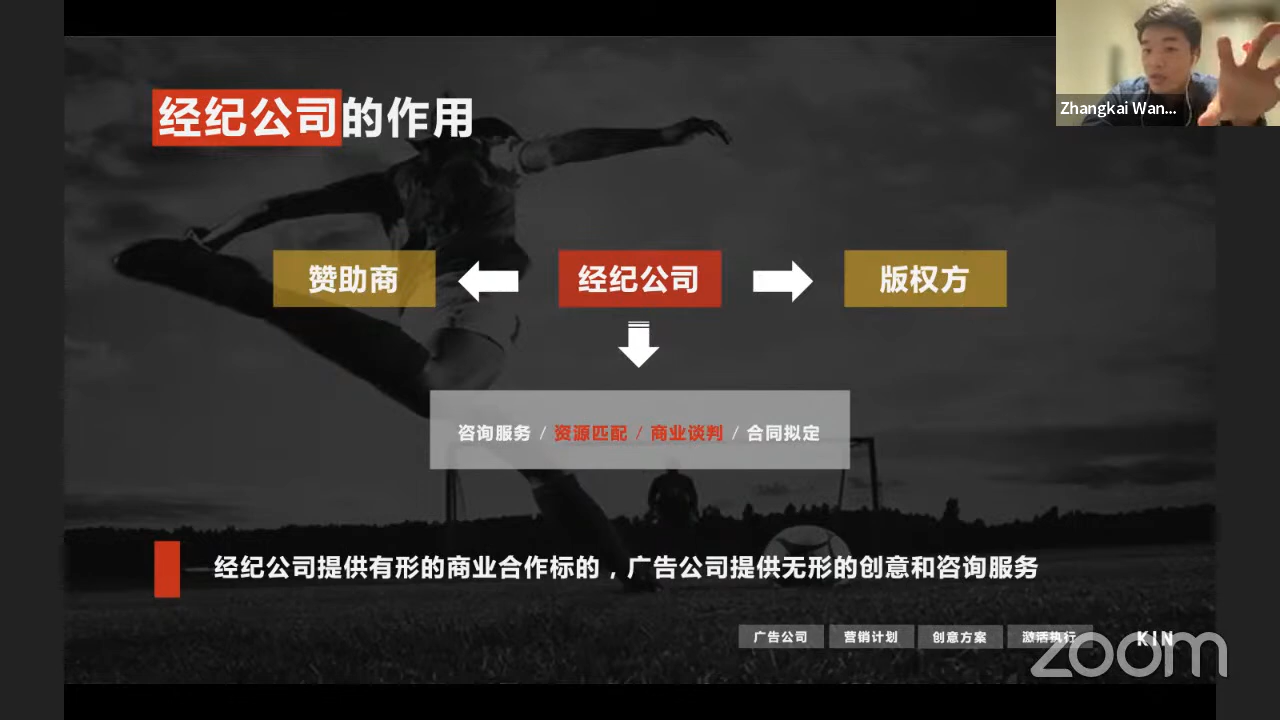 经纪公司的作用
Zhangkai Wan...
赞助商
经纪公司
版权方
咨询服务 / 资源匹配 / 商业谈判 / 合同拟定
经纪公司提供有形的商业合作标的，广告公司提供无形的创意和咨询服务
广告公司
营销计划
创意方案
激活执行
KIN
zoom